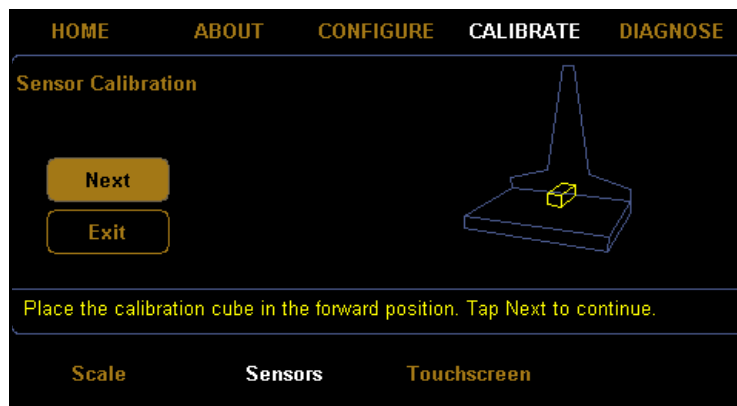 HOME ABOUT CONFIGURE CALIBRATE DIAGNOSE
Sensor Calibration
Next
Exit
Place the calibration cube in the forward position. Tap Next to continue.
Scale Sensors Touchscreen